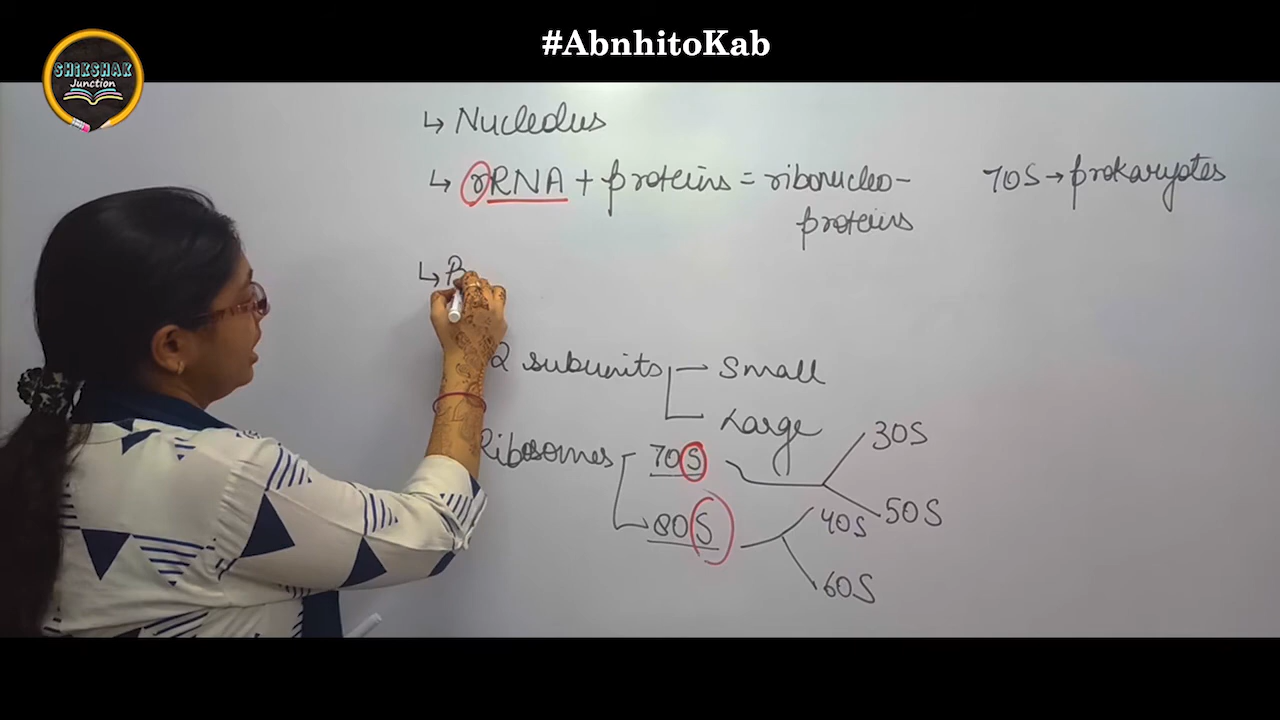 #AbnhitoKab
SHIKSHAK
Junction
↳ Nucleolus
↳ rRNA + proteins = ribonucleo-
proteins
70S → prokaryotes
↳
2 subunits
Small
Large
Ribosomes
70S
30S
50S
80S
40S
60S